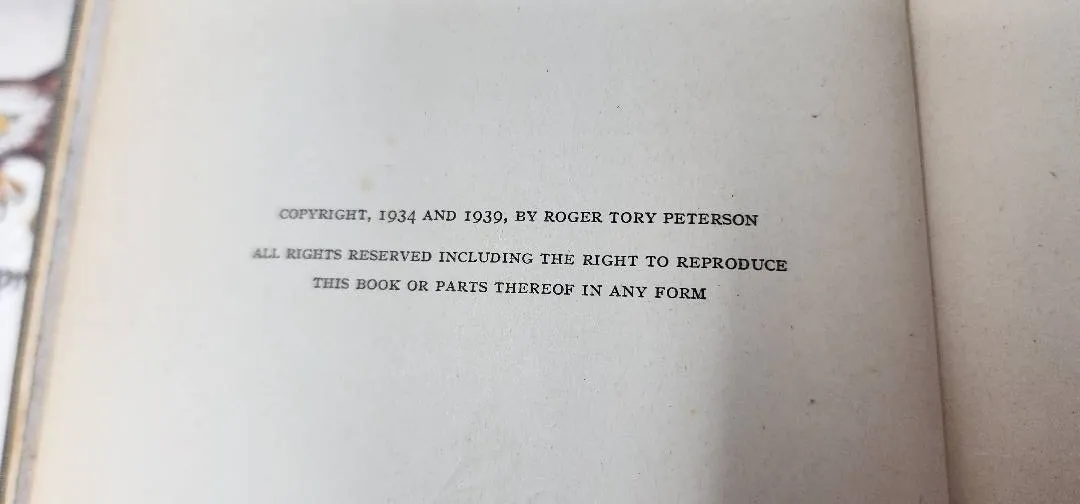 COPYRIGHT, 1934 AND 1939, BY ROGER TORY PETERSON
ALL RIGHTS RESERVED INCLUDING THE RIGHT TO REPRODUCE
THIS BOOK OR PARTS THEREOF IN ANY FORM